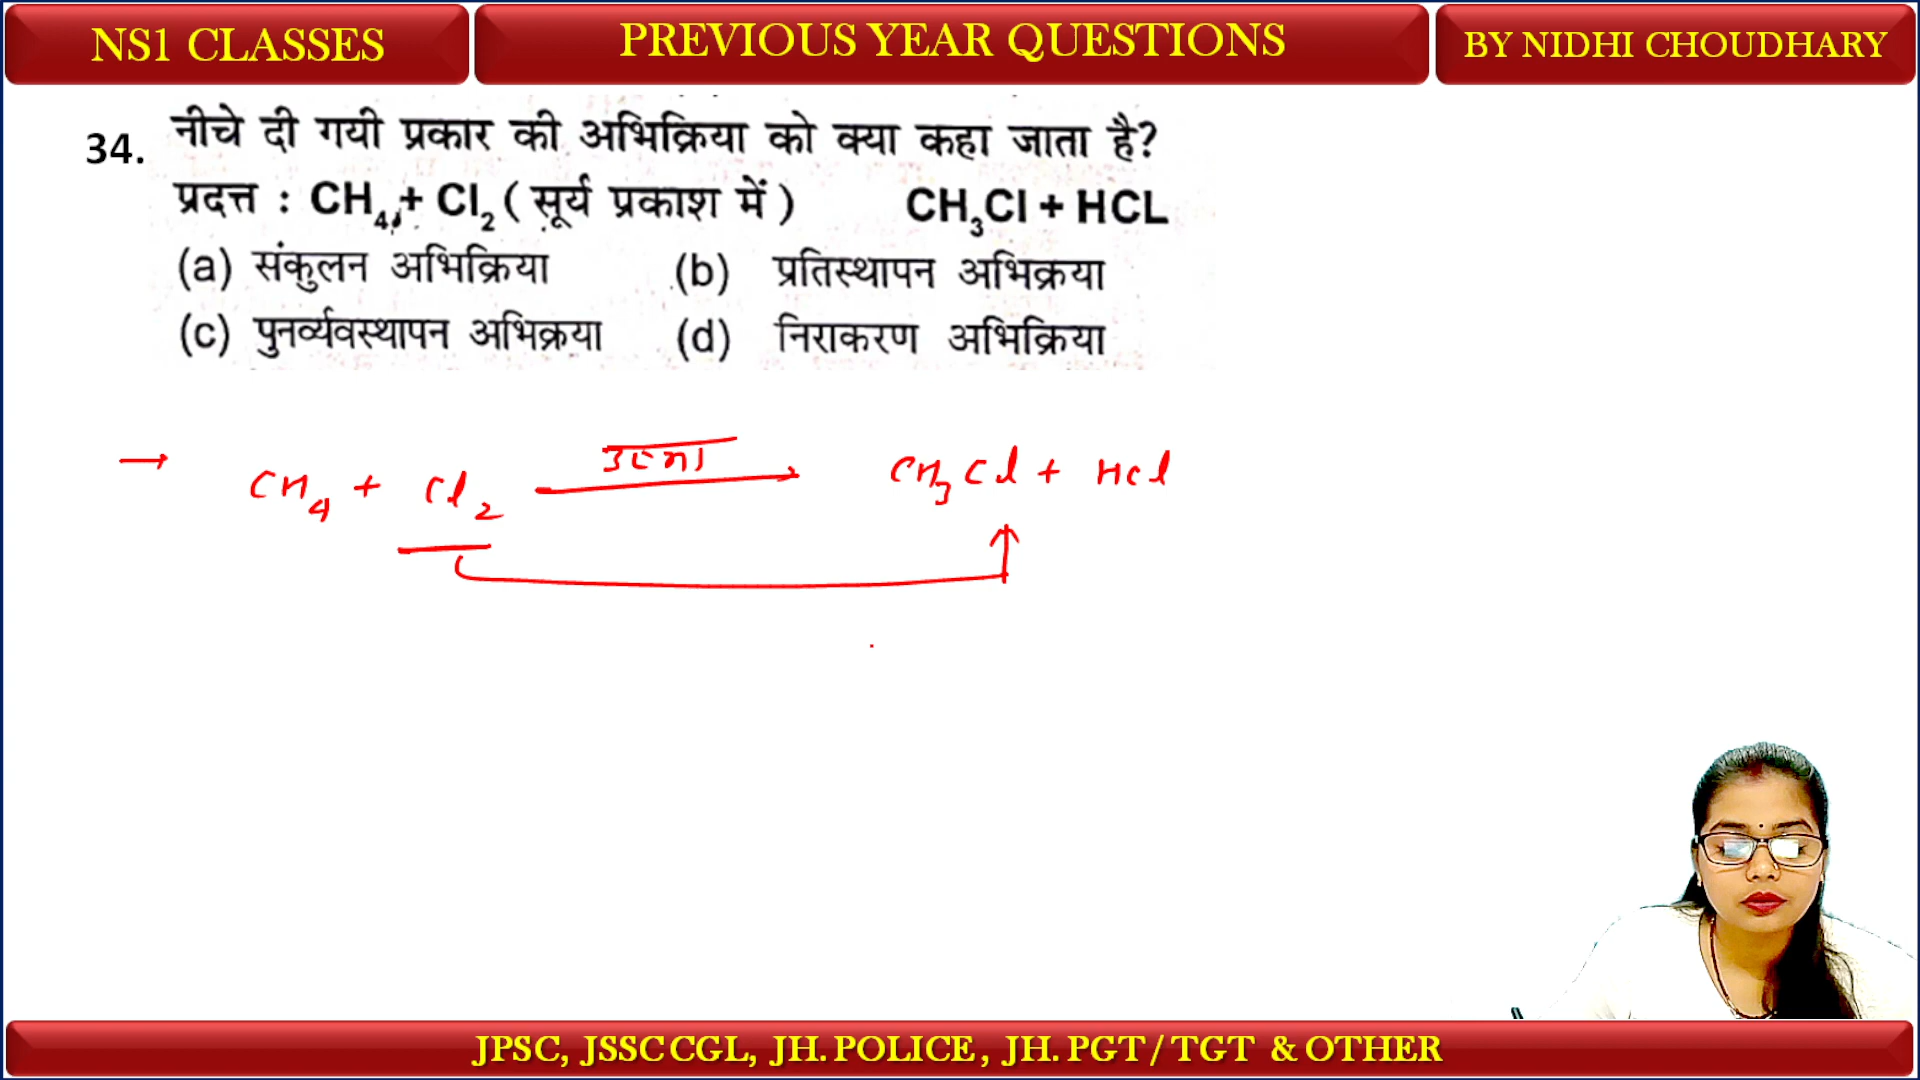 NS1 CLASSES
PREVIOUS YEAR QUESTIONS
BY NIDHI CHOUDHARY
34. नीचे दी गयी प्रकार की अभिक्रिया को क्या कहा जाता है?
प्रदत्त : CH₄ + Cl₂ ( सूर्य प्रकाश में ) CH₃Cl + HCL
(a) संकुलन अभिक्रिया (b) प्रतिस्थापन अभिक्रया
(c) पुनर्व्यवस्थापन अभिक्रया (d) निराकरण अभिक्रिया
→ CH₄ + Cl₂ → CH₃Cl + HCl
JPSC, JSSC CGL, JH. POLICE, JH. PGT / TGT & OTHER